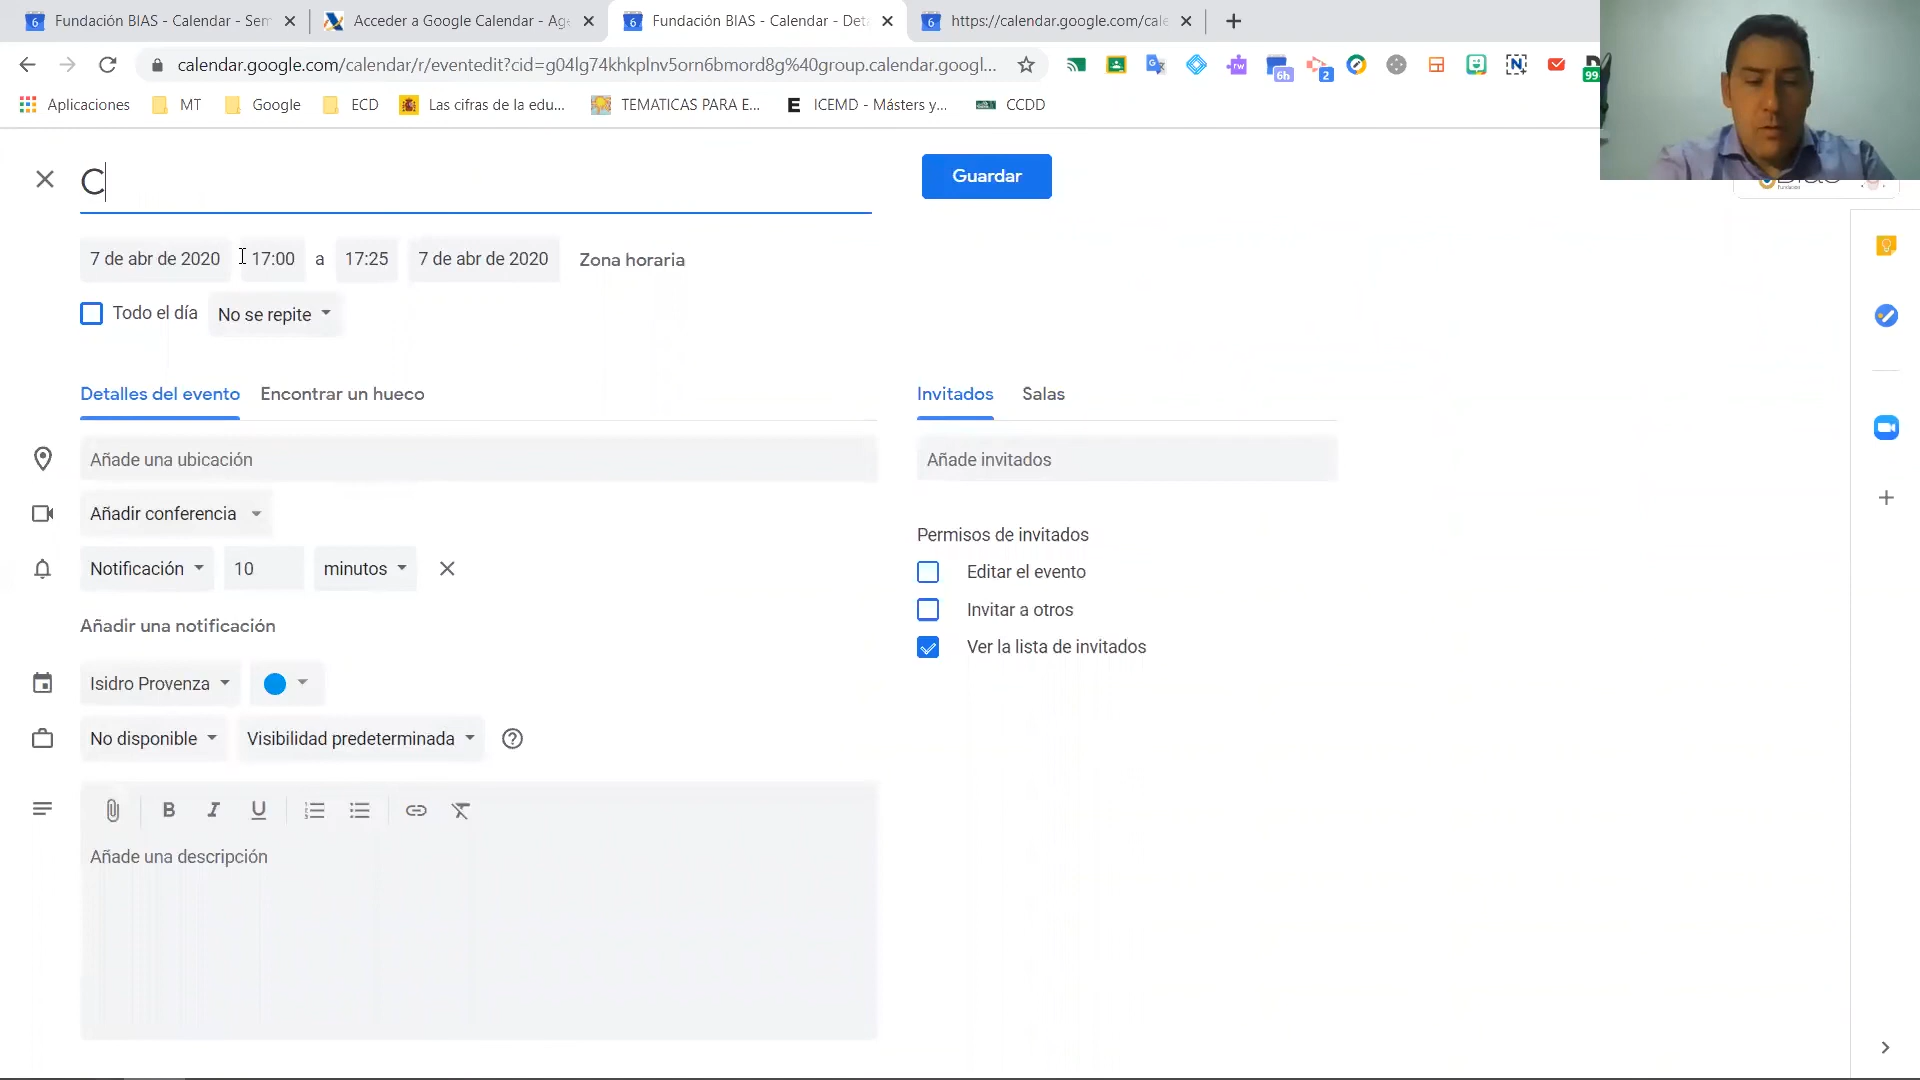 Fundación BIAS - Calendar - Sem
Acceder a Google Calendar - Age
Fundación BIAS - Calendar - Det
https://calendar.google.com/cale
calendar.google.com/calendar/r/eventedit?cid=g04lg74khkplnv5orn6bmord8g%40group.calendar.googl...
6h
2
99
Aplicaciones
MT
Google
ECD
Las cifras de la edu...
TEMATICAS PARA E...
ICEMD - Másters y...
CCDD
C
Guardar
7 de abr de 2020
17:00
a
17:25
7 de abr de 2020
Zona horaria
Todo el día
No se repite
Detalles del evento
Encontrar un hueco
Invitados
Salas
Añade una ubicación
Añade invitados
Añadir conferencia
Permisos de invitados
Notificación
10
minutos
Editar el evento
Invitar a otros
Añadir una notificación
Ver la lista de invitados
Isidro Provenza
No disponible
Visibilidad predeterminada
B I U
Añade una descripción